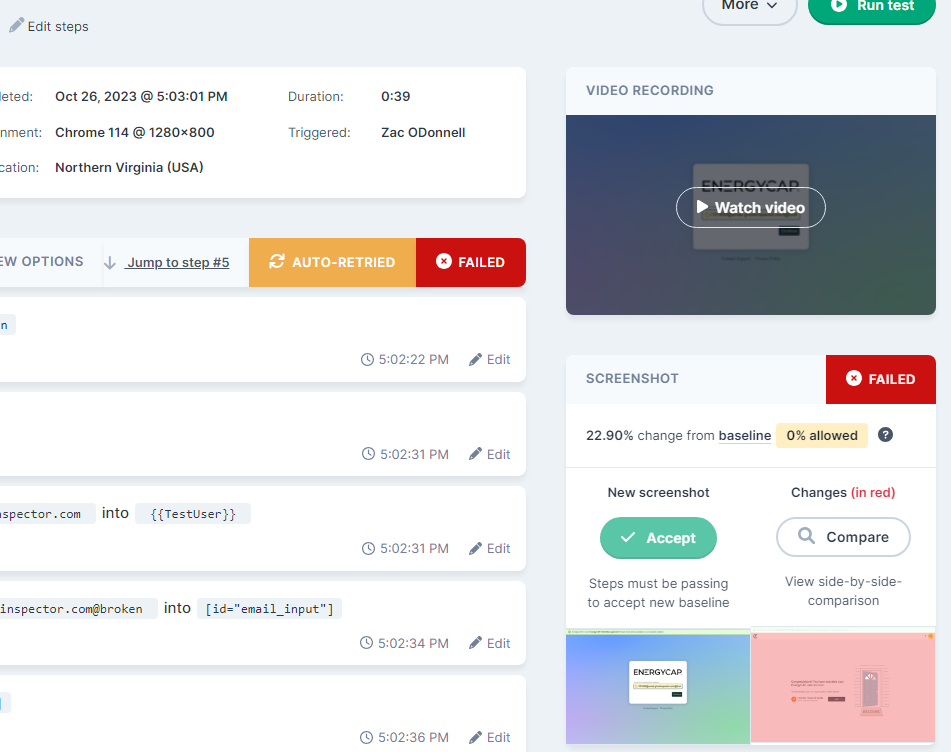 More
Run test
Edit steps
eted:
Oct 26, 2023 @ 5:03:01 PM
Duration:
0:39
nment:
Chrome 114 @ 1280×800
Triggered:
Zac ODonnell
cation:
Northern Virginia (USA)
EW OPTIONS
Jump to step #5
AUTO-RETRIED
FAILED
n
5:02:22 PM
Edit
5:02:31 PM
Edit
nspector.com into {{TestUser}}
5:02:31 PM
Edit
inspector.com@broken into [id="email_input"]
5:02:34 PM
Edit
5:02:36 PM
Edit
VIDEO RECORDING
ENERGYCAP
Watch video
SCREENSHOT
FAILED
22.90% change from baseline 0% allowed ?
New screenshot
Accept
Steps must be passing
to accept new baseline
Changes (in red)
Compare
View side-by-side-
comparison
ENERGYCAP